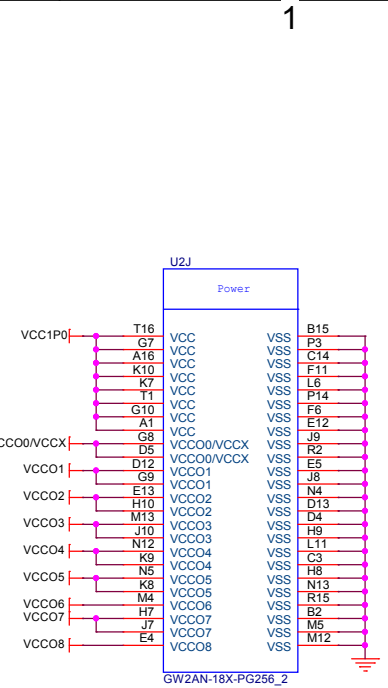 1
U2J
Power
VCC1P0 T16 VCC VSS B15
G7 VCC VSS P3
A16 VCC VSS C14
K10 VCC VSS F11
K7 VCC VSS L6
T1 VCC VSS P14
G10 VCC VSS F6
A1 VCC VSS E12
CCO0/VCCX G8 VCCO0/VCCX VSS J9
D5 VCCO0/VCCX VSS R2
VCCO1 D12 VCCO1 VSS E5
G9 VCCO1 VSS J8
VCCO2 E13 VCCO2 VSS N4
H10 VCCO2 VSS D13
VCCO3 M13 VCCO3 VSS D4
J10 VCCO3 VSS H9
VCCO4 N12 VCCO4 VSS L11
K9 VCCO4 VSS C3
VCCO5 N5 VCCO5 VSS H8
K8 VCCO5 VSS N13
VCCO6 M4 VCCO6 VSS R15
VCCO7 H7 VCCO7 VSS B2
J7 VCCO7 VSS M5
VCCO8 E4 VCCO8 VSS M12
GW2AN-18X-PG256_2